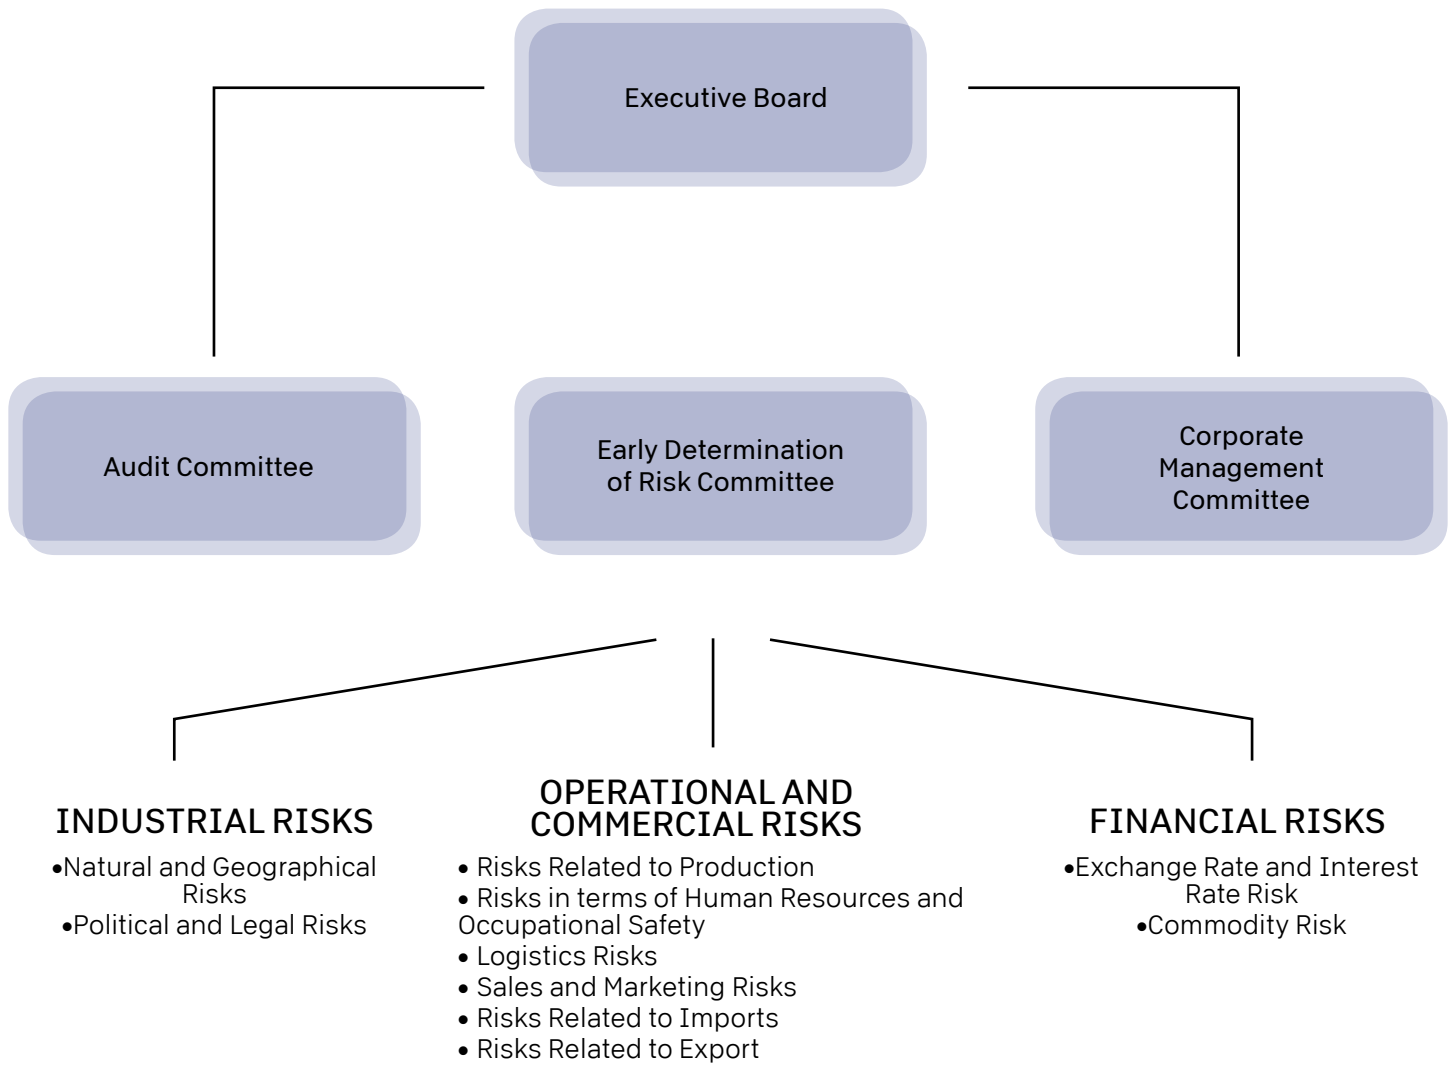 Executive Board
Audit Committee
Early Determination
of Risk Committee
Corporate
Management
Committee
INDUSTRIAL RISKS
•Natural and Geographical
Risks
•Political and Legal Risks
OPERATIONAL AND
COMMERCIAL RISKS
• Risks Related to Production
• Risks in terms of Human Resources and
Occupational Safety
• Logistics Risks
• Sales and Marketing Risks
• Risks Related to Imports
• Risks Related to Export
FINANCIAL RISKS
•Exchange Rate and Interest
Rate Risk
•Commodity Risk